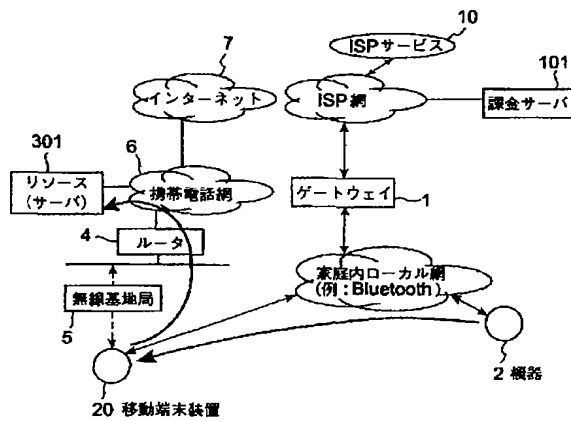 10
ISPサービス
7
インターネット
ISP網
101
課金サーバ
6
301
リソース
(サーバ)
携帯電話網
ゲートウェイ
1
4
ルータ
家庭内ローカル網
(例:Bluetooth)
無線基地局
5
2 機器
20 移動端末装置